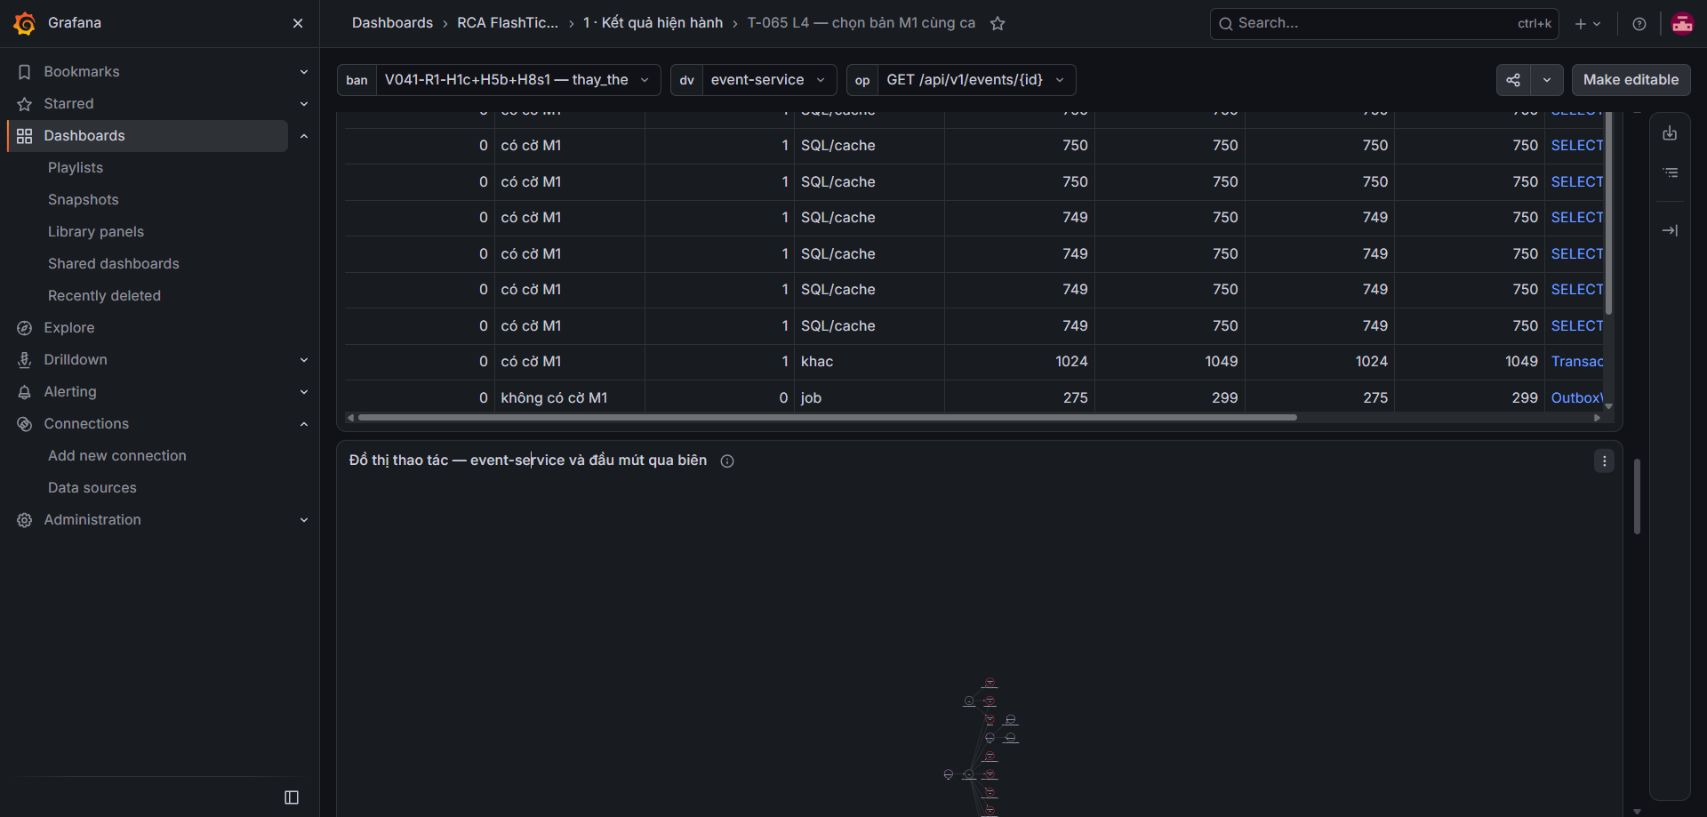 Grafana
Dashboards › RCA FlashTic... › 1 · Kết quả hiện hành › T-065 L4 — chọn bản M1 cùng ca
Search...
ctrl+k
Bookmarks
Starred
Dashboards
Playlists
Snapshots
Library panels
Shared dashboards
Recently deleted
Explore
Drilldown
Alerting
Connections
Add new connection
Data sources
Administration
ban V041-R1-H1c+H5b+H8s1 — thay_the
dv event-service
op GET /api/v1/events/{id}
Make editable
0 có cờ M1 1 SQL/cache 750 750 750 750 SELECT
0 có cờ M1 1 SQL/cache 750 750 750 750 SELECT
0 có cờ M1 1 SQL/cache 749 750 749 750 SELECT
0 có cờ M1 1 SQL/cache 749 750 749 750 SELECT
0 có cờ M1 1 SQL/cache 749 750 749 750 SELECT
0 có cờ M1 1 SQL/cache 749 750 749 750 SELECT
0 có cờ M1 1 khac 1024 1049 1024 1049 Transac
0 không có cờ M1 0 job 275 299 275 299 Outbox
Đồ thị thao tác — event-service và đầu mút qua biên